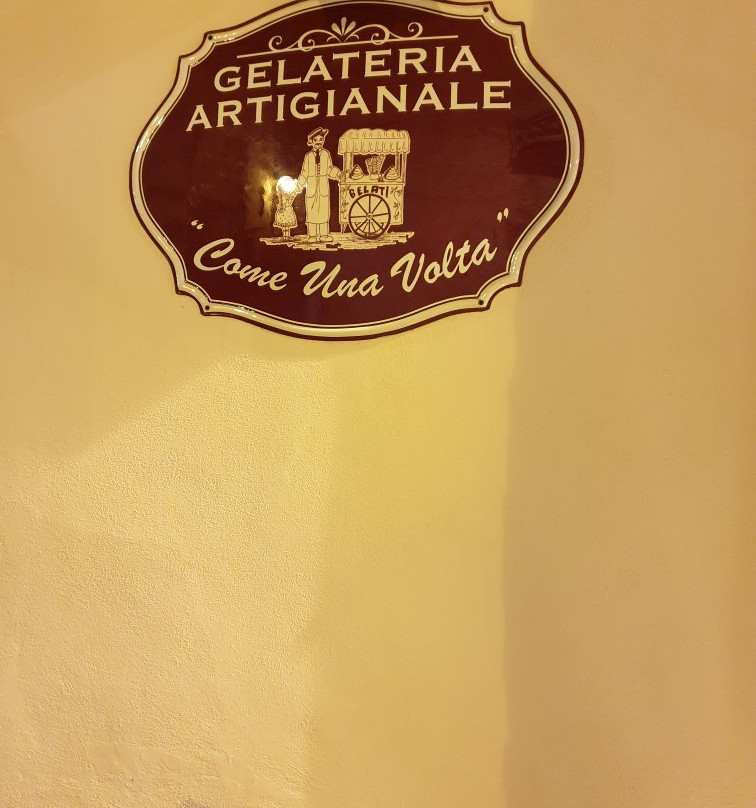 GELATERIA
ARTIGIANALE
GELATI
"Come Una Volta"